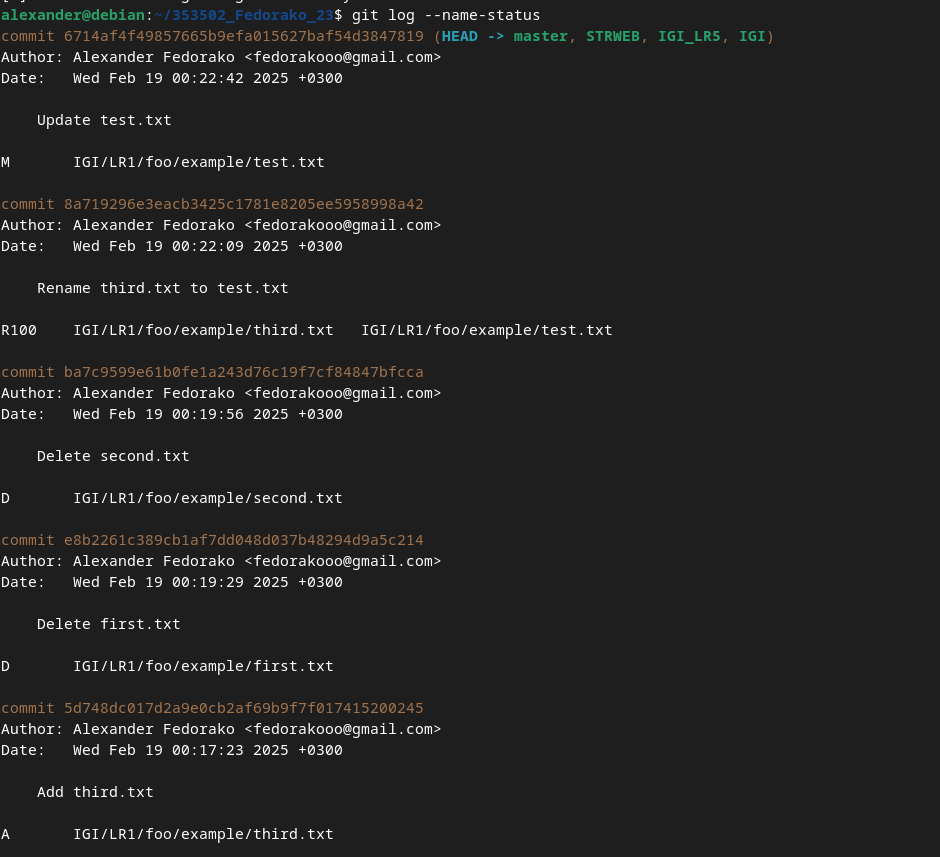 alexander@debian:~/353502_Fedorako_23$ git log --name-status
commit 6714af4f49857665b9efa015627baf54d3847819 (HEAD -> master, STRWEB, IGI_LR5, IGI)
Author: Alexander Fedorako <fedorakooo@gmail.com>
Date:   Wed Feb 19 00:22:42 2025 +0300
    Update test.txt
M       IGI/LR1/foo/example/test.txt
commit 8a719296e3eacb3425c1781e8205ee5958998a42
Author: Alexander Fedorako <fedorakooo@gmail.com>
Date:   Wed Feb 19 00:22:09 2025 +0300
    Rename third.txt to test.txt
R100    IGI/LR1/foo/example/third.txt   IGI/LR1/foo/example/test.txt
commit ba7c9599e61b0fe1a243d76c19f7cf84847bfcca
Author: Alexander Fedorako <fedorakooo@gmail.com>
Date:   Wed Feb 19 00:19:56 2025 +0300
    Delete second.txt
D       IGI/LR1/foo/example/second.txt
commit e8b2261c389cb1af7dd048d037b48294d9a5c214
Author: Alexander Fedorako <fedorakooo@gmail.com>
Date:   Wed Feb 19 00:19:29 2025 +0300
    Delete first.txt
D       IGI/LR1/foo/example/first.txt
commit 5d748dc017d2a9e0cb2af69b9f7f017415200245
Author: Alexander Fedorako <fedorakooo@gmail.com>
Date:   Wed Feb 19 00:17:23 2025 +0300
    Add third.txt
A       IGI/LR1/foo/example/third.txt